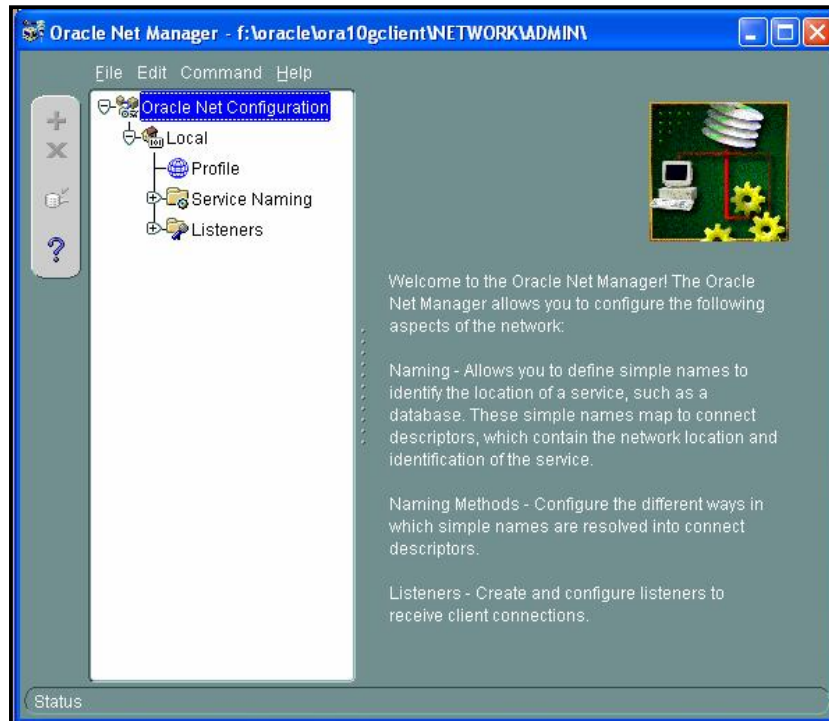 Oracle Net Manager - f:\oracle\ora10gclient\NETWORK\ADMIN\
File Edit Command Help
Oracle Net Configuration
Local
Profile
Service Naming
Listeners
Welcome to the Oracle Net Manager! The Oracle
Net Manager allows you to configure the following
aspects of the network:
Naming - Allows you to define simple names to
identify the location of a service, such as a
database. These simple names map to connect
descriptors, which contain the network location and
identification of the service.
Naming Methods - Configure the different ways in
which simple names are resolved into connect
descriptors.
Listeners - Create and configure listeners to
receive client connections.
Status